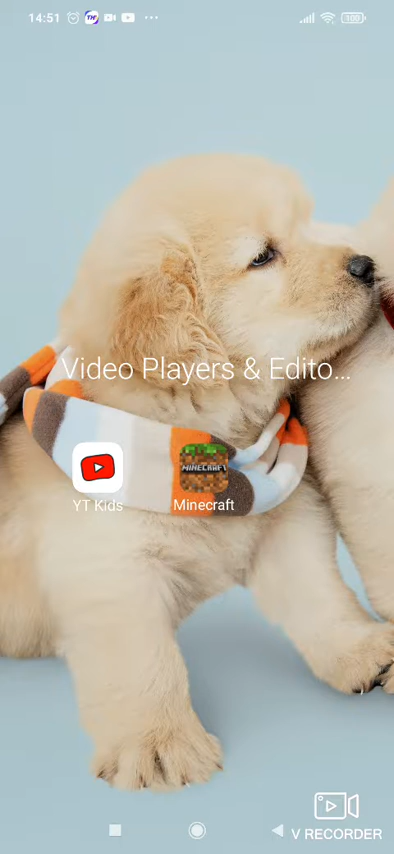 14:51 100
Video Players & Edito...
MINECRAFT
YT Kids Minecraft
V RECORDER